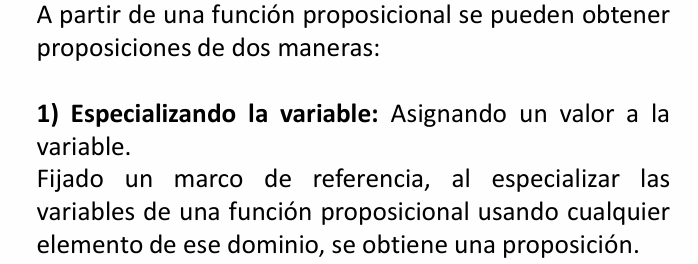 A partir de una función proposicional se pueden obtener
proposiciones de dos maneras:
1) Especializando la variable: Asignando un valor a la
variable.
Fijado un marco de referencia, al especializar las
variables de una función proposicional usando cualquier
elemento de ese dominio, se obtiene una proposición.